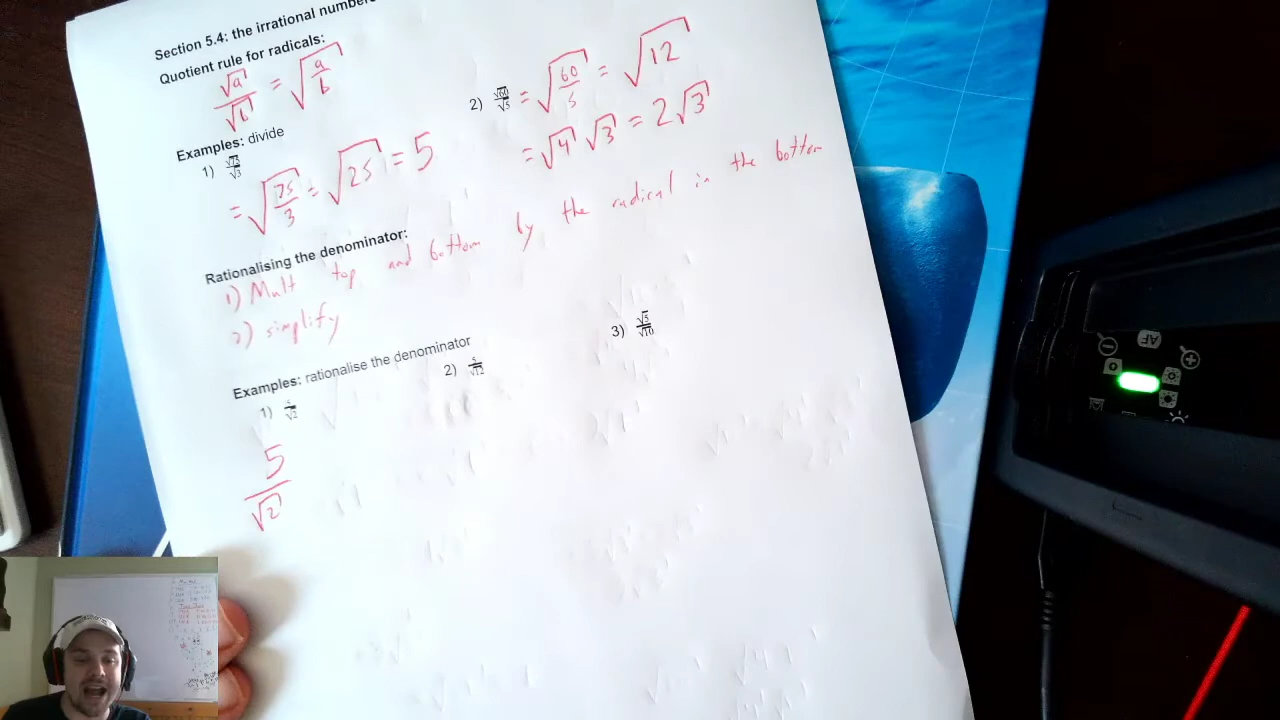 Section 5.4: the irrational numbers
Quotient rule for radicals:
√a/√b = √(a/b)
Examples: divide
1) √75/√3
= √(75/3) = √25 = 5
2) √60/√5 = √(60/5) = √12
= √4 √3 = 2√3
Rationalising the denominator:
1) Mult top and bottom by the radical in the bottom
2) simplify
Examples: rationalise the denominator
1) 5/√2
2) 5/√12
3) √5/√10
5/√2
AF